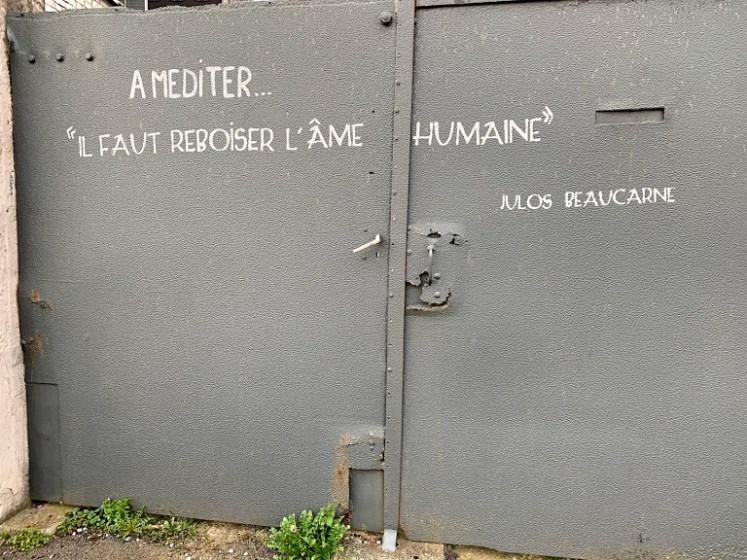 A MEDITER...
"IL FAUT REBOISER L'ÂME HUMAINE"
JULOS BEAUCARNE